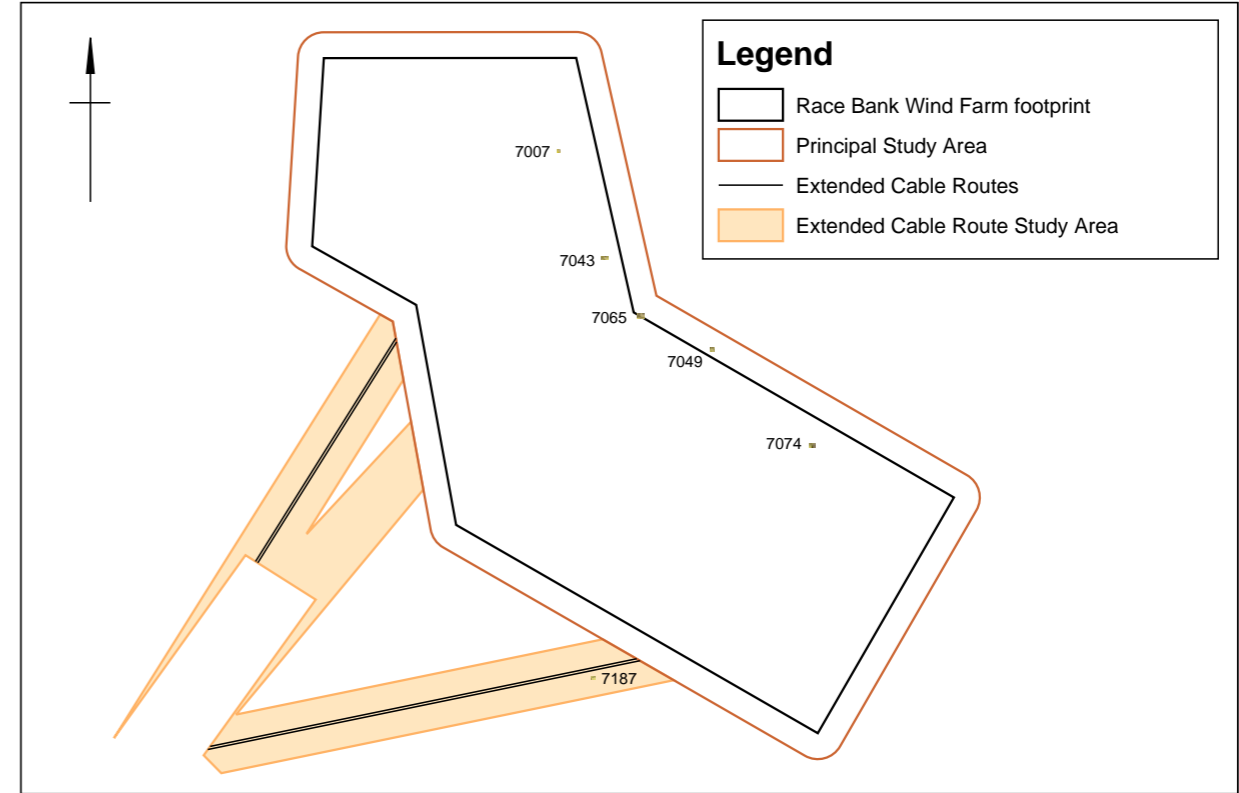 Legend
Race Bank Wind Farm footprint
Principal Study Area
Extended Cable Routes
Extended Cable Route Study Area
7007
7043
7065
7049
7074
7187